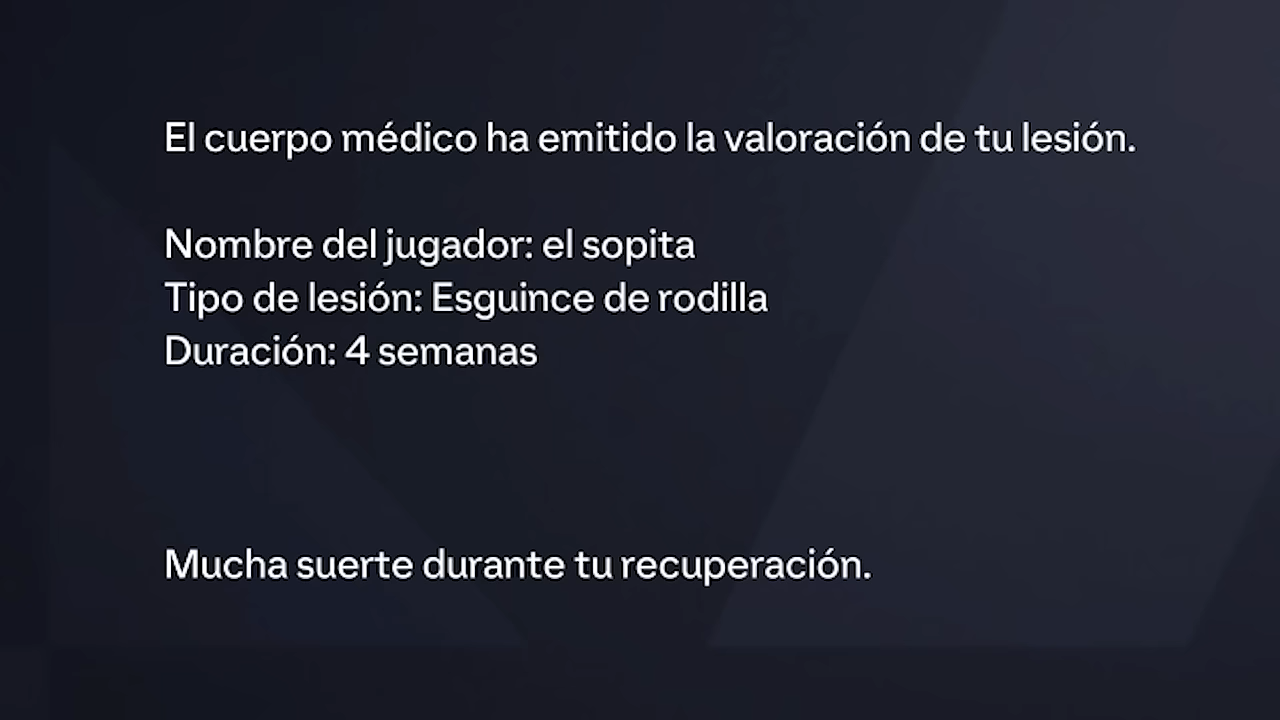 El cuerpo médico ha emitido la valoración de tu lesión.
Nombre del jugador: el sopita
Tipo de lesión: Esguince de rodilla
Duración: 4 semanas
Mucha suerte durante tu recuperación.